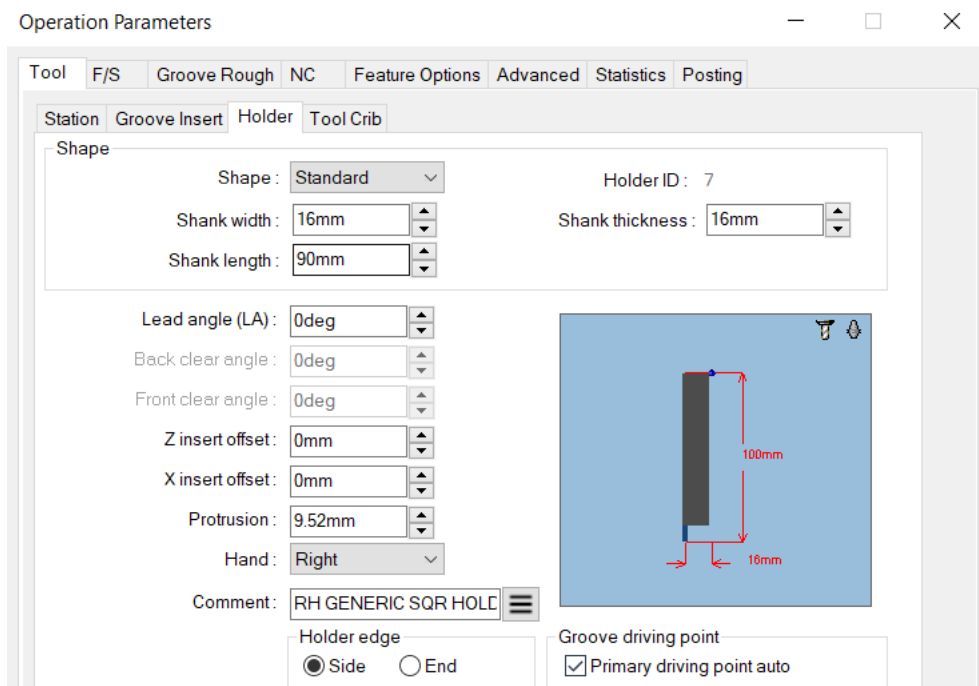 Operation Parameters
Tool F/S Groove Rough NC Feature Options Advanced Statistics Posting
Station Groove Insert Holder Tool Crib
Shape
Shape : Standard Holder ID : 7
Shank width : 16mm Shank thickness : 16mm
Shank length : 90mm
Lead angle (LA) : 0deg
Back clear angle : 0deg
Front clear angle : 0deg
Z insert offset : 0mm
X insert offset : 0mm
Protrusion : 9.52mm
Hand : Right
100mm
16mm
Comment : RH GENERIC SQR HOLD
Holder edge
Side End
Groove driving point
Primary driving point auto